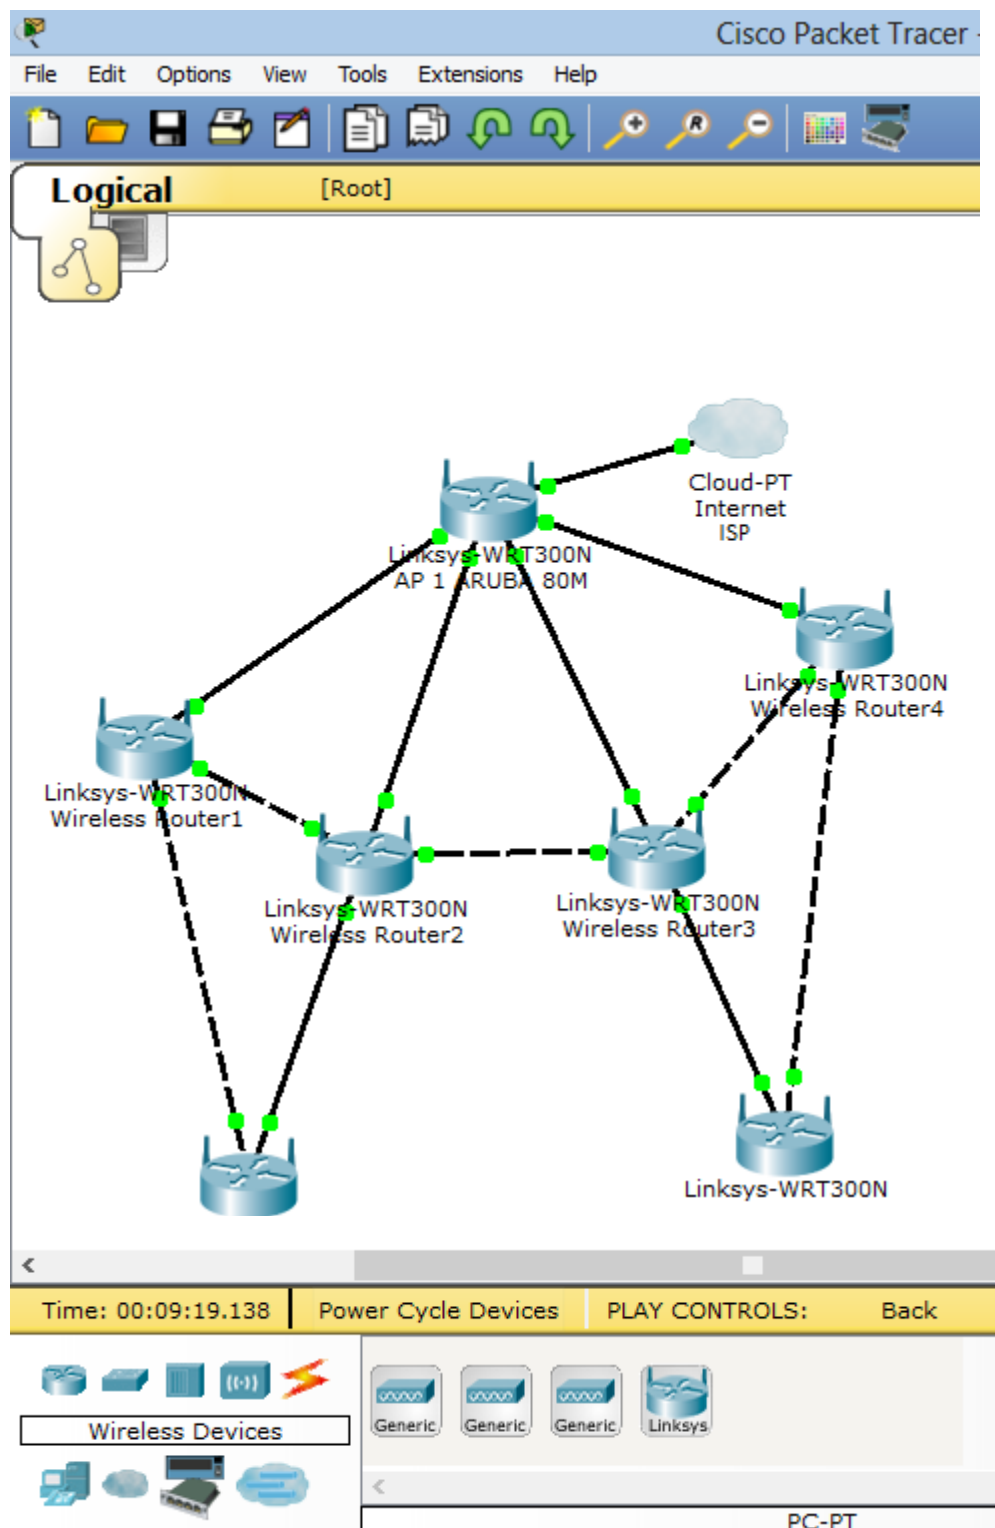 Cisco Packet Tracer -
File Edit Options View Tools Extensions Help
R
Logical [Root]
Cloud-PT
Internet
ISP
Linksys-WRT300N
AP 1 ARUBA 80M
Linksys-WRT300N
Wireless Router4
Linksys-WRT300N
Wireless Router1
Linksys-WRT300N
Wireless Router2
Linksys-WRT300N
Wireless Router3
Linksys-WRT300N
Time: 00:09:19.138 Power Cycle Devices PLAY CONTROLS: Back
Generic Generic Generic Linksys
Wireless Devices
PC-PT